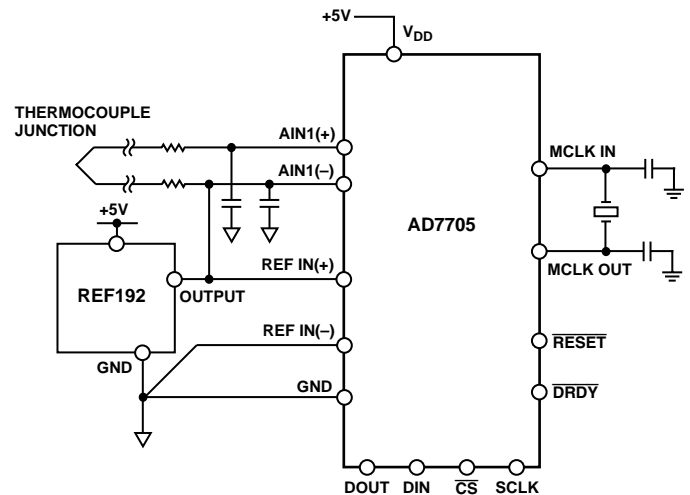 +5V
VDD
THERMOCOUPLE
JUNCTION
AIN1(+)
AIN1(–)
MCLK IN
+5V
AD7705
REF192
OUTPUT
REF IN(+)
MCLK OUT
REF IN(–)
RESET
GND
GND
DRDY
DOUT DIN CS SCLK